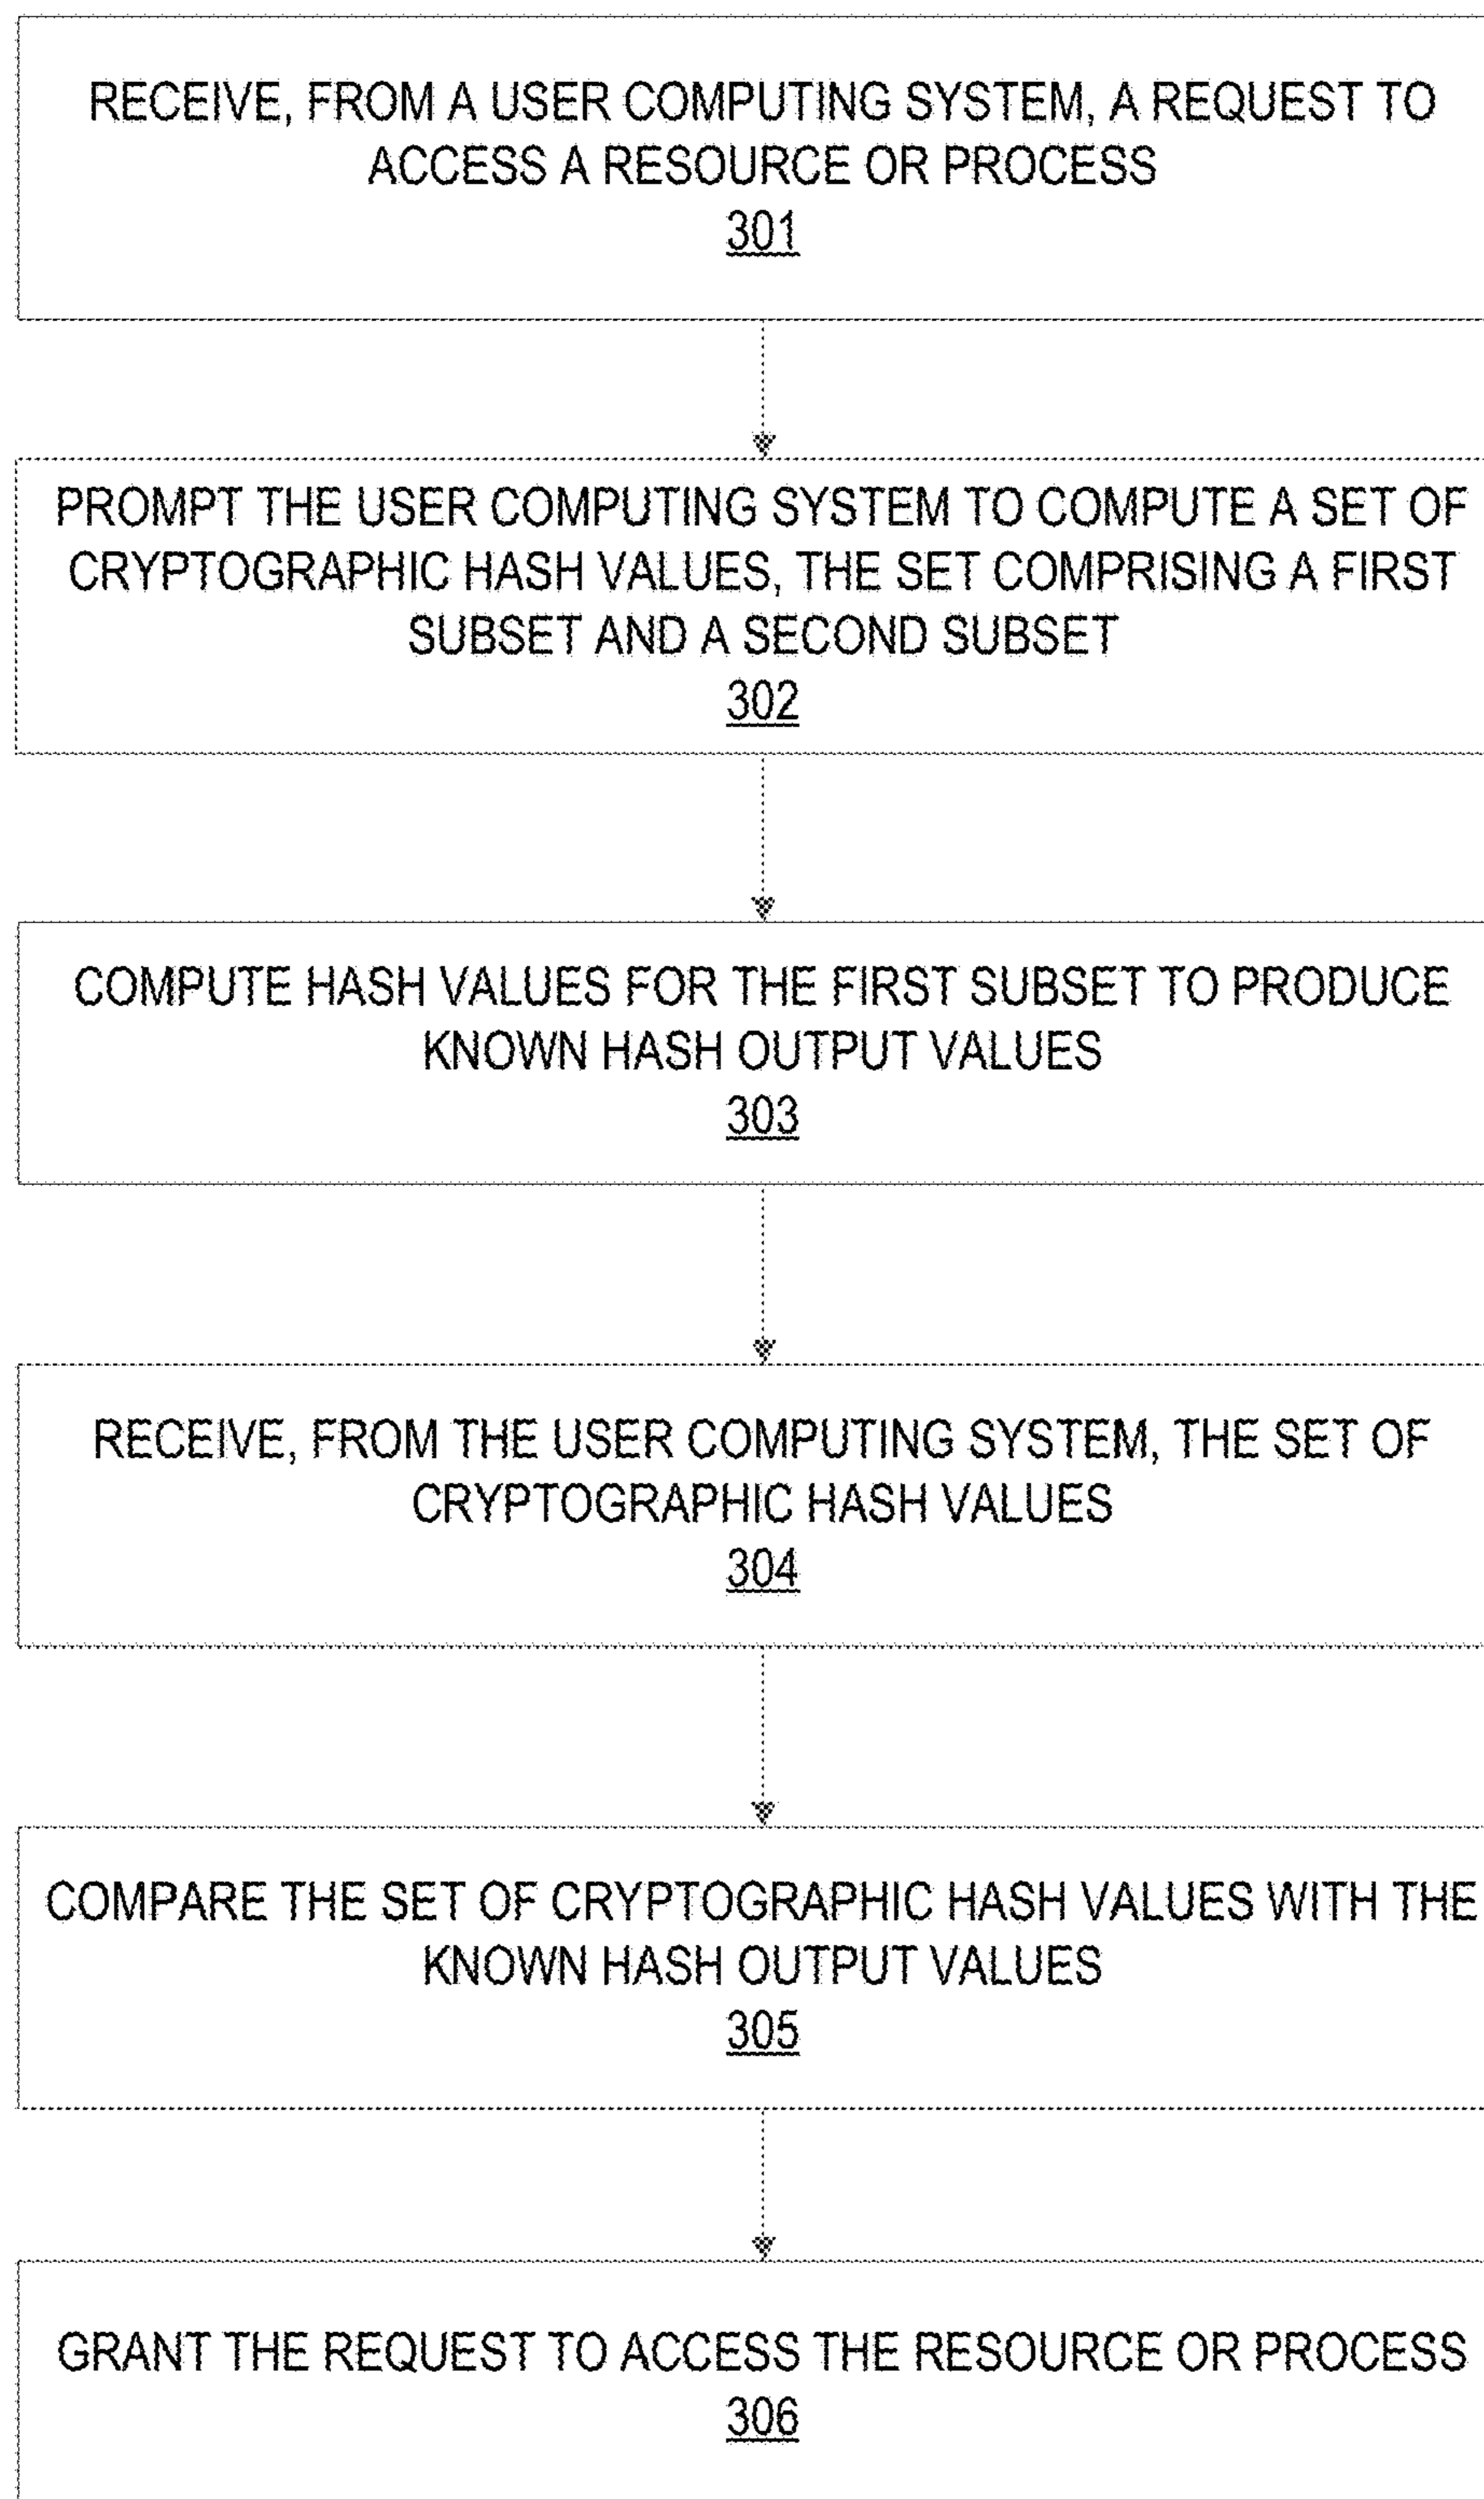 RECEIVE, FROM A USER COMPUTING SYSTEM, A REQUEST TO
ACCESS A RESOURCE OR PROCESS
301
PROMPT THE USER COMPUTING SYSTEM TO COMPUTE A SET OF
CRYPTOGRAPHIC HASH VALUES, THE SET COMPRISING A FIRST
SUBSET AND A SECOND SUBSET
302
COMPUTE HASH VALUES FOR THE FIRST SUBSET TO PRODUCE
KNOWN HASH OUTPUT VALUES
303
RECEIVE, FROM THE USER COMPUTING SYSTEM, THE SET OF
CRYPTOGRAPHIC HASH VALUES
304
COMPARE THE SET OF CRYPTOGRAPHIC HASH VALUES WITH THE
KNOWN HASH OUTPUT VALUES
305
GRANT THE REQUEST TO ACCESS THE RESOURCE OR PROCESS
306